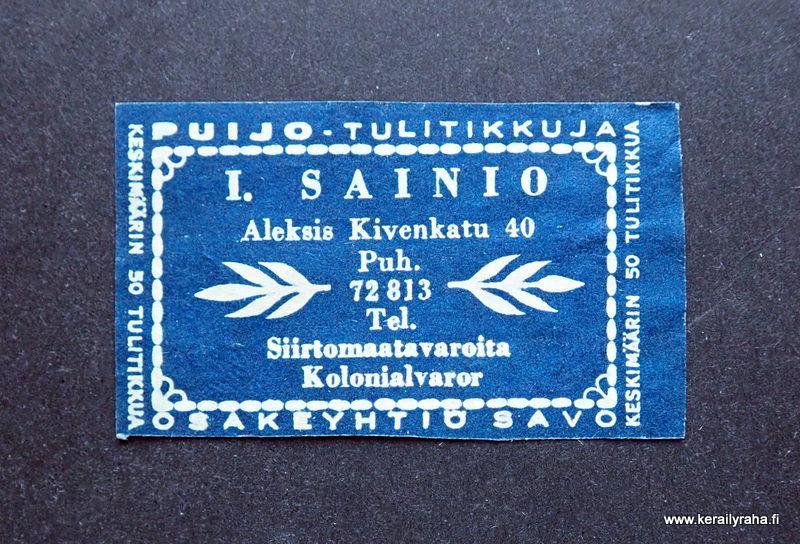 PUIJO - TULITIKKUJA
KESKIMÄÄRIN 50 TULITIKKUA
I. SAINIO
Aleksis Kivenkatu 40
Puh.
72 813
Tel.
Siirtomaatavaroita
Kolonialvaror
KESKIMÄÄRIN 50 TULITIKKUA
OSAKEYHTIÖ SAVO
www.kerailyraha.fi